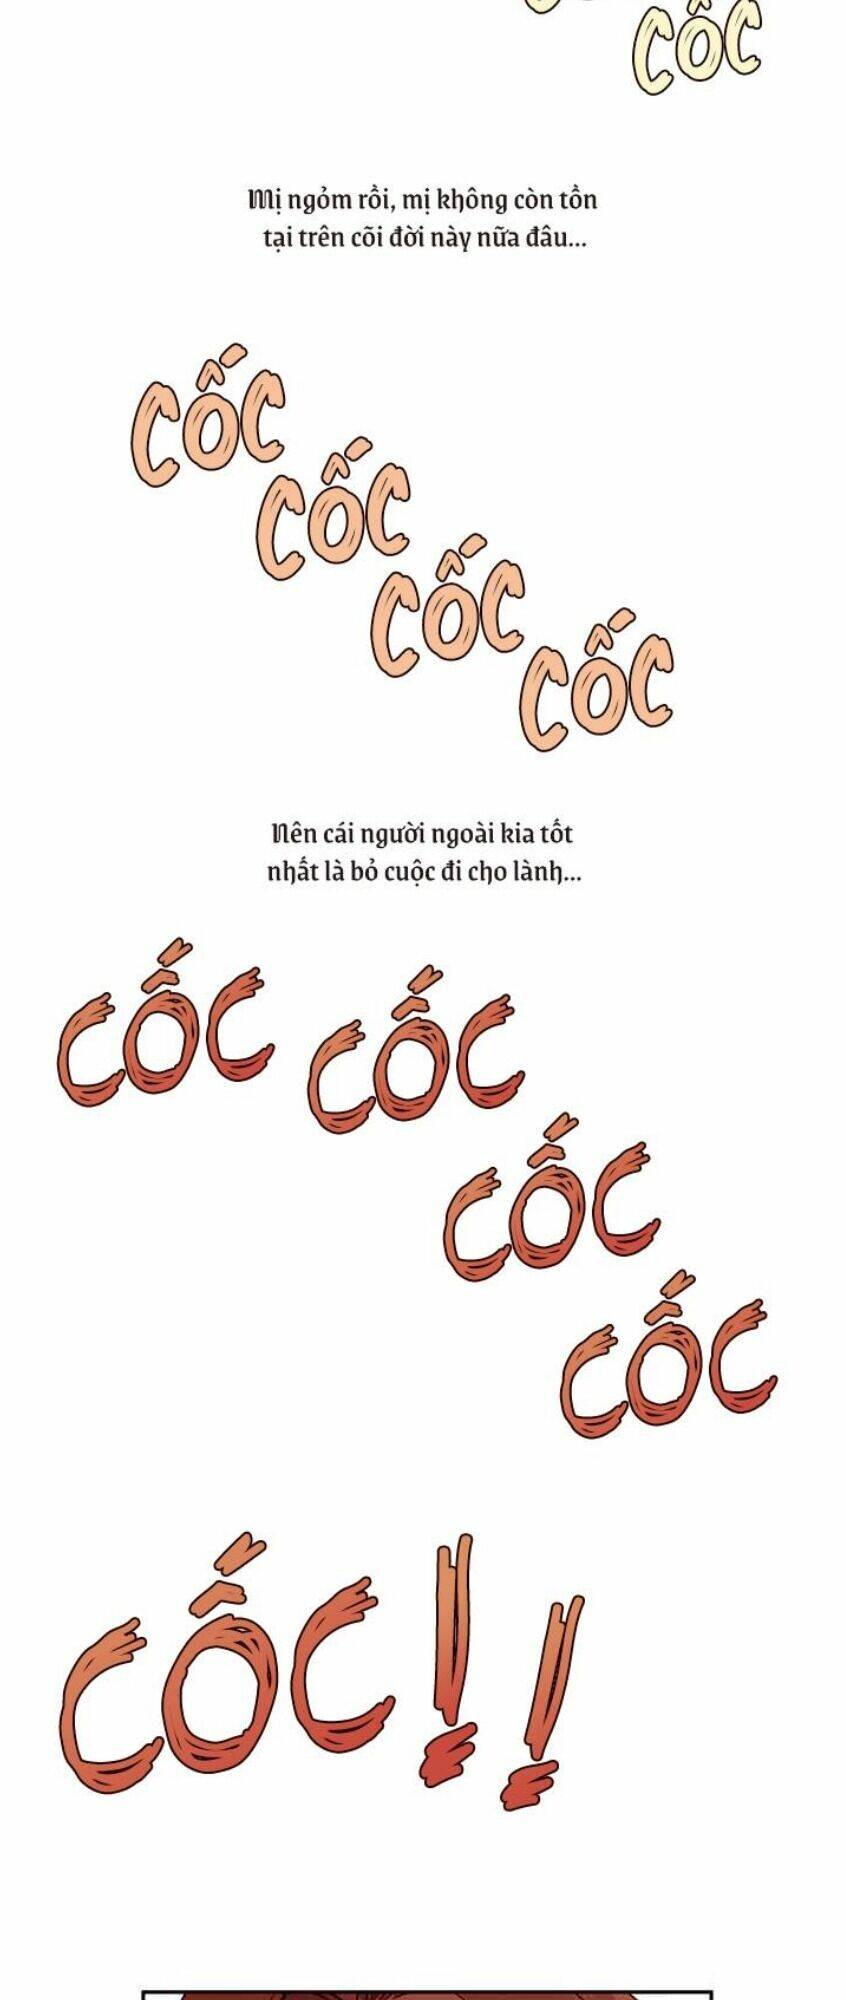 CỐC
Mị ngỏm rồi, mị không còn tồn
tại trên cõi đời này nữa đâu...
CỐC
CỐC
CỐC
CỐC
Nên cái người ngoài kia tốt
nhất là bỏ cuộc đi cho lành...
CỐC
CỐC
CỐC
CỐC
CỐC!!